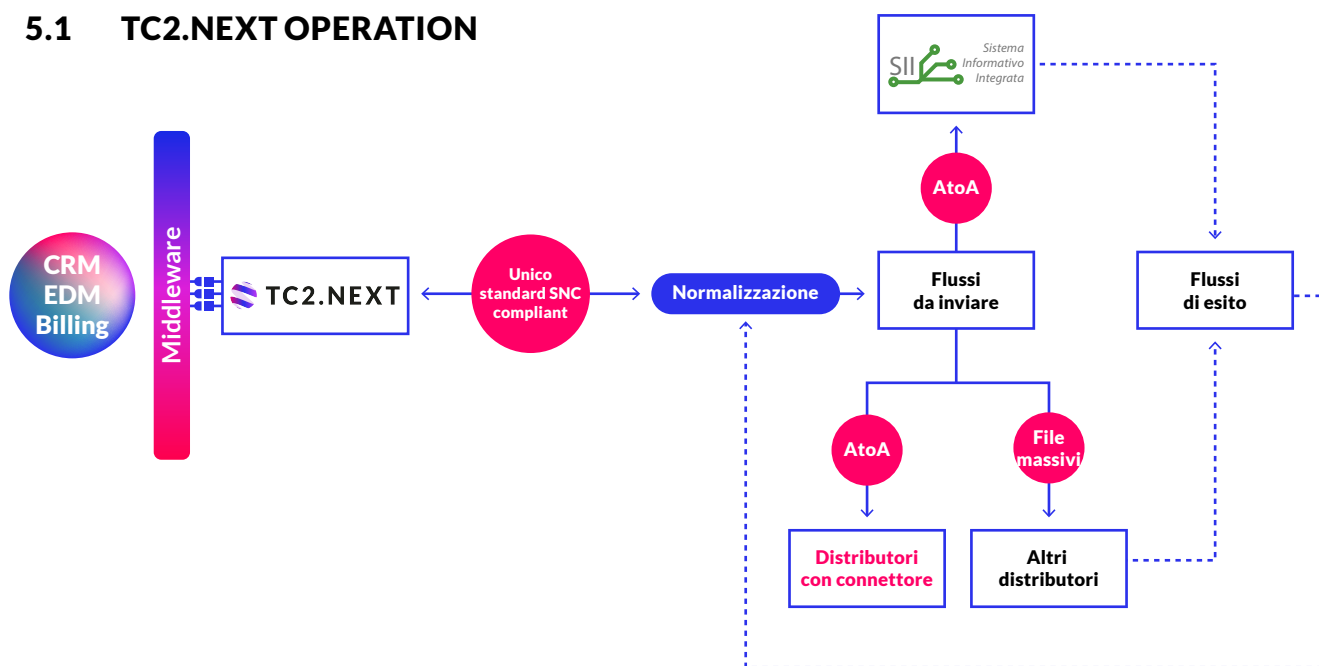 5.1 TC2.NEXT OPERATION
SII
Sistema
Informativo
Integrata
AtoA
CRM
EDM
Billing
Middleware
TC2.NEXT
Unico
standard SNC
compliant
Normalizzazione
Flussi
da inviare
Flussi
di esito
AtoA
File
massivi
Distributori
con connettore
Altri
distributori